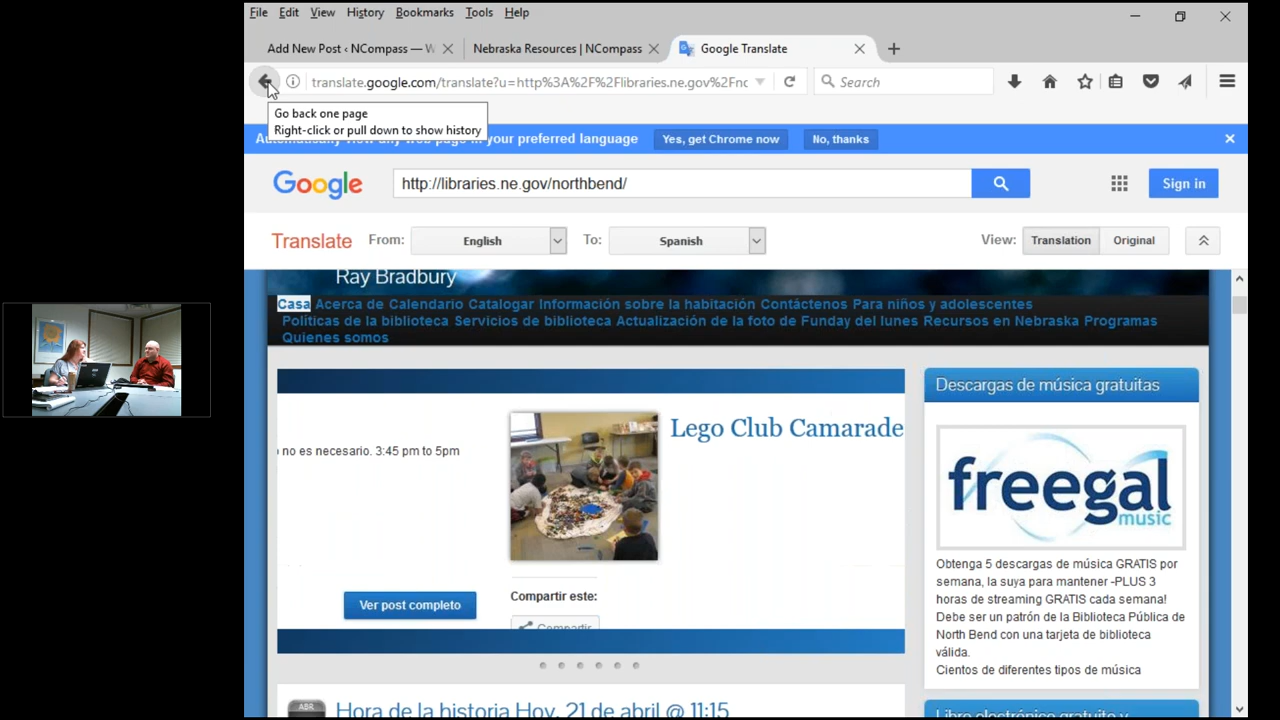 File Edit View History Bookmarks Tools Help
Add New Post ‹ NCompass — W
Nebraska Resources | NCompass
Google Translate
translate.google.com/translate?u=http%3A%2F%2Flibraries.ne.gov%2Fnc
Search
Go back one page
Right-click or pull down to show history
in your preferred language
Yes, get Chrome now
No, thanks
Google
http://libraries.ne.gov/northbend/
Sign in
Translate
From:
English
To:
Spanish
View:
Translation
Original
Ray Bradbury
Casa Acerca de Calendario Catalogar Información sobre la habitación Contáctenos Para niños y adolescentes
Políticas de la biblioteca Servicios de biblioteca Actualización de la foto de Funday del lunes Recursos en Nebraska Programas
Quienes somos
no es necesario. 3:45 pm to 5pm
Ver post completo
Lego Club Camarade
Compartir este:
Compartir
Descargas de música gratuitas
freegal
music
Obtenga 5 descargas de música GRATIS por
semana, la suya para mantener -PLUS 3
horas de streaming GRATIS cada semana!
Debe ser un patrón de la Biblioteca Pública de
North Bend con una tarjeta de biblioteca
válida.
Cientos de diferentes tipos de música
ABR
Hora de la historia Hoy, 21 de abril @ 11:15
Libro electrónico gratuito y